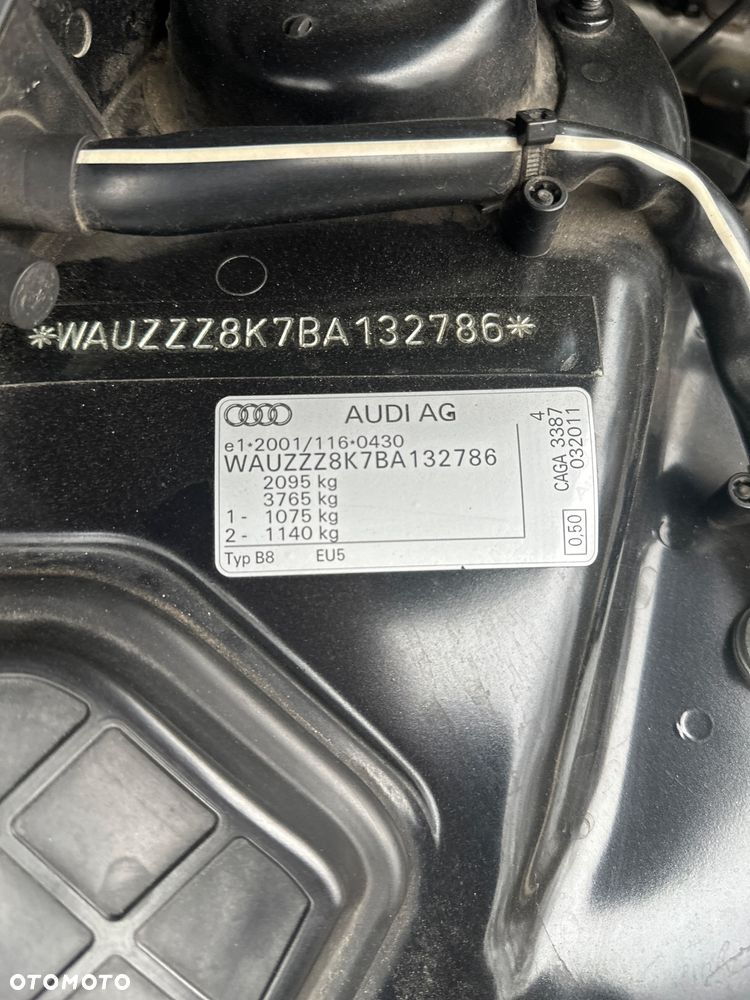 *WAUZZZ8K7BA132786*
AUDI AG
e1*2001/116*0430
WAUZZZ8K7BA132786
2095 kg
3765 kg
1 - 1075 kg
2 - 1140 kg
Typ B8 EU5
4
CAGA 3387
032011
0,50
OTOMOTO